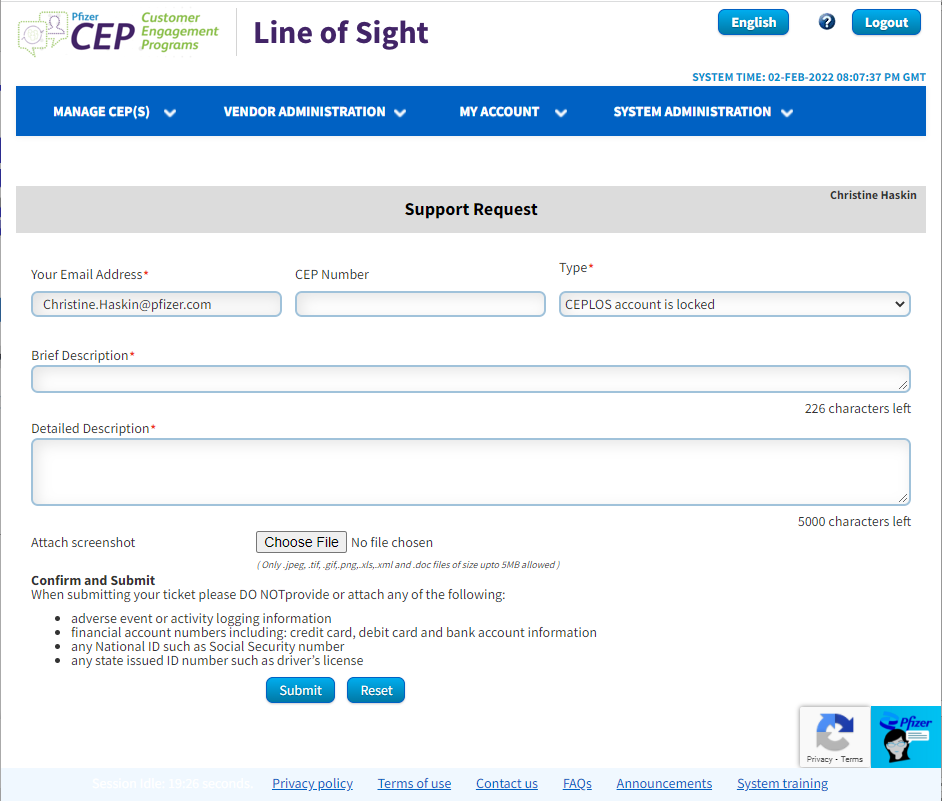 Pfizer
CEP
Customer
Engagement
Programs
Line of Sight
English
?
Logout
SYSTEM TIME: 02-FEB-2022 08:07:37 PM GMT
MANAGE CEP(S)
VENDOR ADMINISTRATION
MY ACCOUNT
SYSTEM ADMINISTRATION
Christine Haskin
Support Request
Your Email Address*
CEP Number
Type*
Christine.Haskin@pfizer.com
CEPLOS account is locked
Brief Description*
226 characters left
Detailed Description*
5000 characters left
Attach screenshot
Choose File No file chosen
( Only .jpeg, .tif, .gif,.png,.xls,.xml and .doc files of size upto 5MB allowed )
Confirm and Submit
When submitting your ticket please DO NOTprovide or attach any of the following:
• adverse event or activity logging information
• financial account numbers including: credit card, debit card and bank account information
• any National ID such as Social Security number
• any state issued ID number such as driver's license
Submit
Reset
Privacy - Terms
Pfizer
Session Idle: 19:26 seconds.
Privacy policy
Terms of use
Contact us
FAQs
Announcements
System training